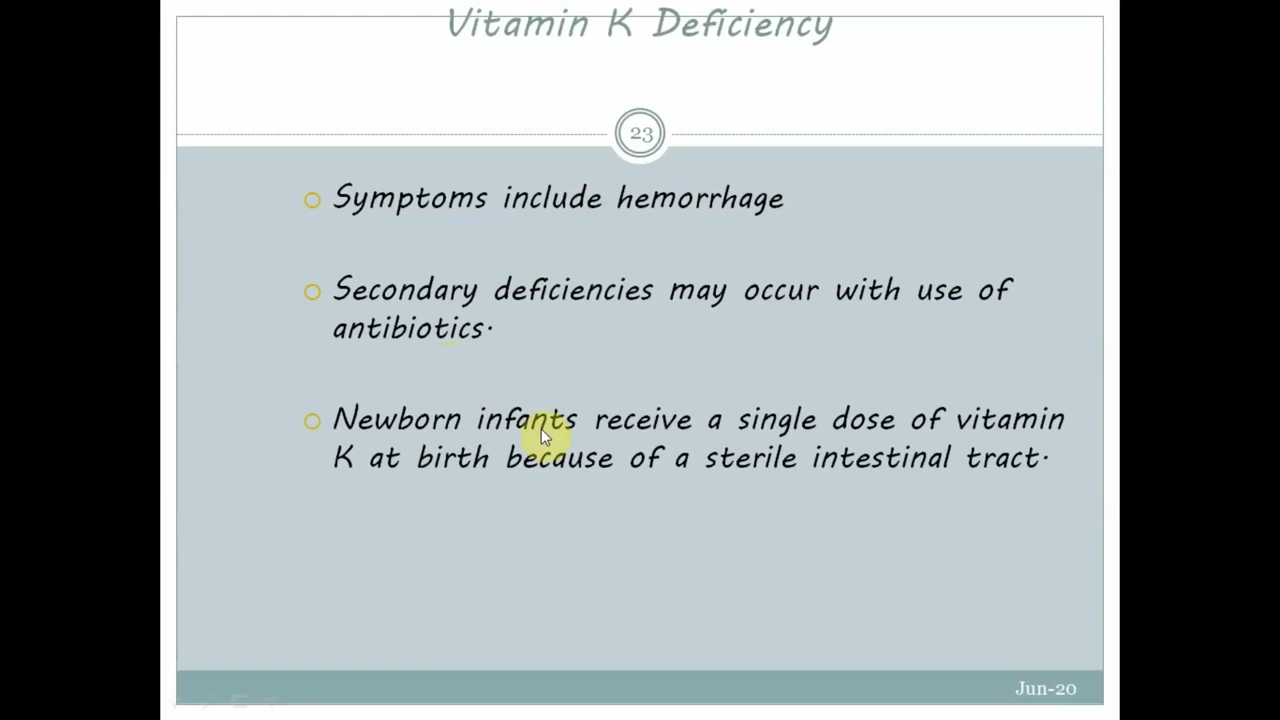 Vitamin K Deficiency
23
Symptoms include hemorrhage
Secondary deficiencies may occur with use of
antibiotics.
Newborn infants receive a single dose of vitamin
K at birth because of a sterile intestinal tract.
Jun-20